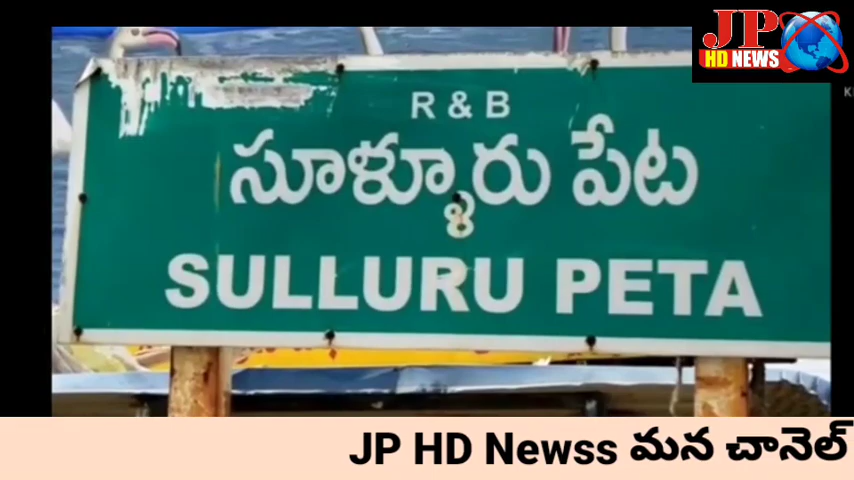 JP
HD NEWS
R & B
సూళ్ళూరు పేట
SULLURU PETA
JP HD Newss మన చానెల్